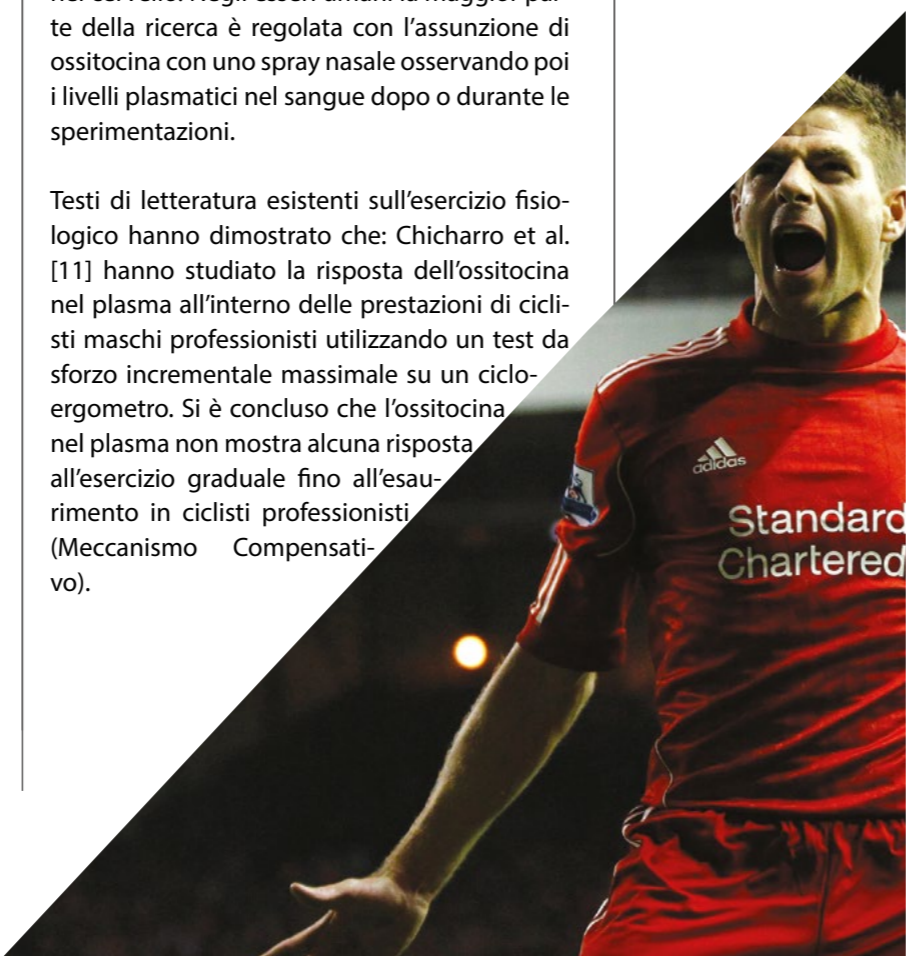 te della ricerca è regolata con l'assunzione di
ossitocina con uno spray nasale osservando poi
i livelli plasmatici nel sangue dopo o durante le
sperimentazioni.
Testi di letteratura esistenti sull'esercizio fisio-
logico hanno dimostrato che: Chicharro et al.
[11] hanno studiato la risposta dell'ossitocina
nel plasma all'interno delle prestazioni di cicli-
sti maschi professionisti utilizzando un test da
sforzo incrementale massimale su un ciclo-
ergometro. Si è concluso che l'ossitocina
nel plasma non mostra alcuna risposta
all'esercizio graduale fino all'esau-
rimento in ciclisti professionisti
(Meccanismo Compensati-
vo).
adidas
Standard
Chartered